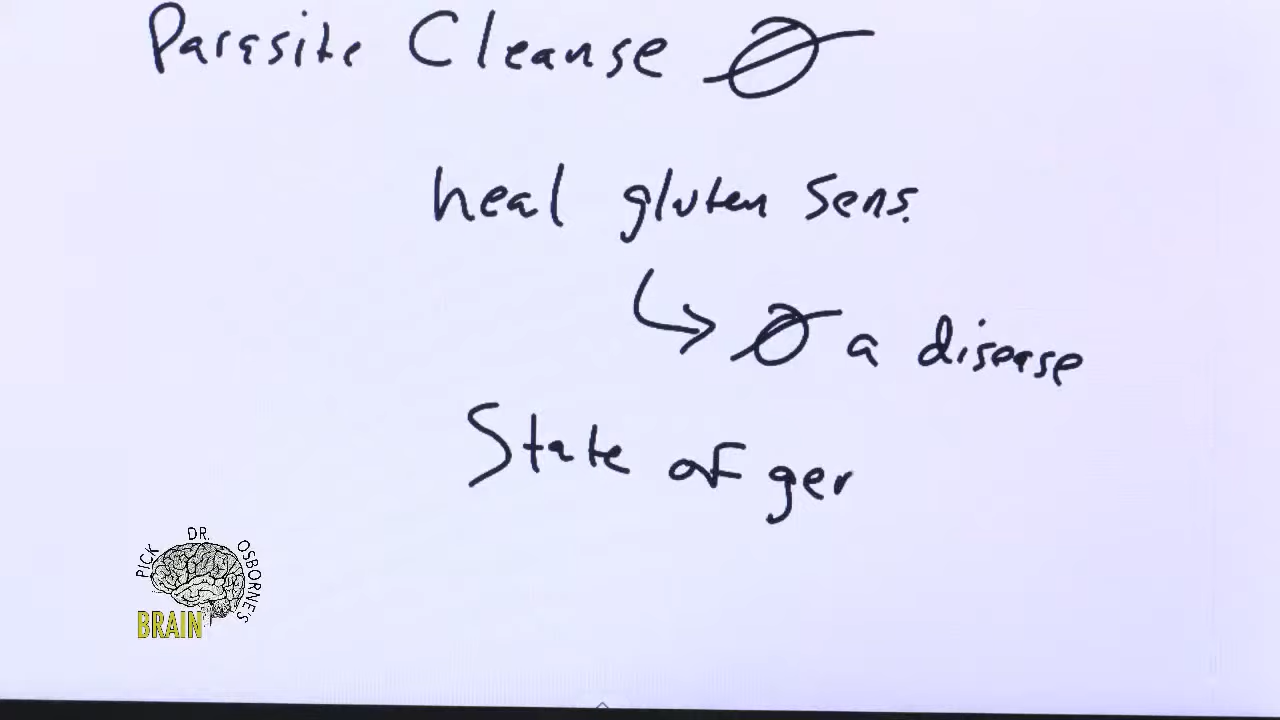 Parasite Cleanse Ø
heal gluten sens.
↳ Ø a disease
State of ger
PICK DR. OSBORNE'S
BRAIN